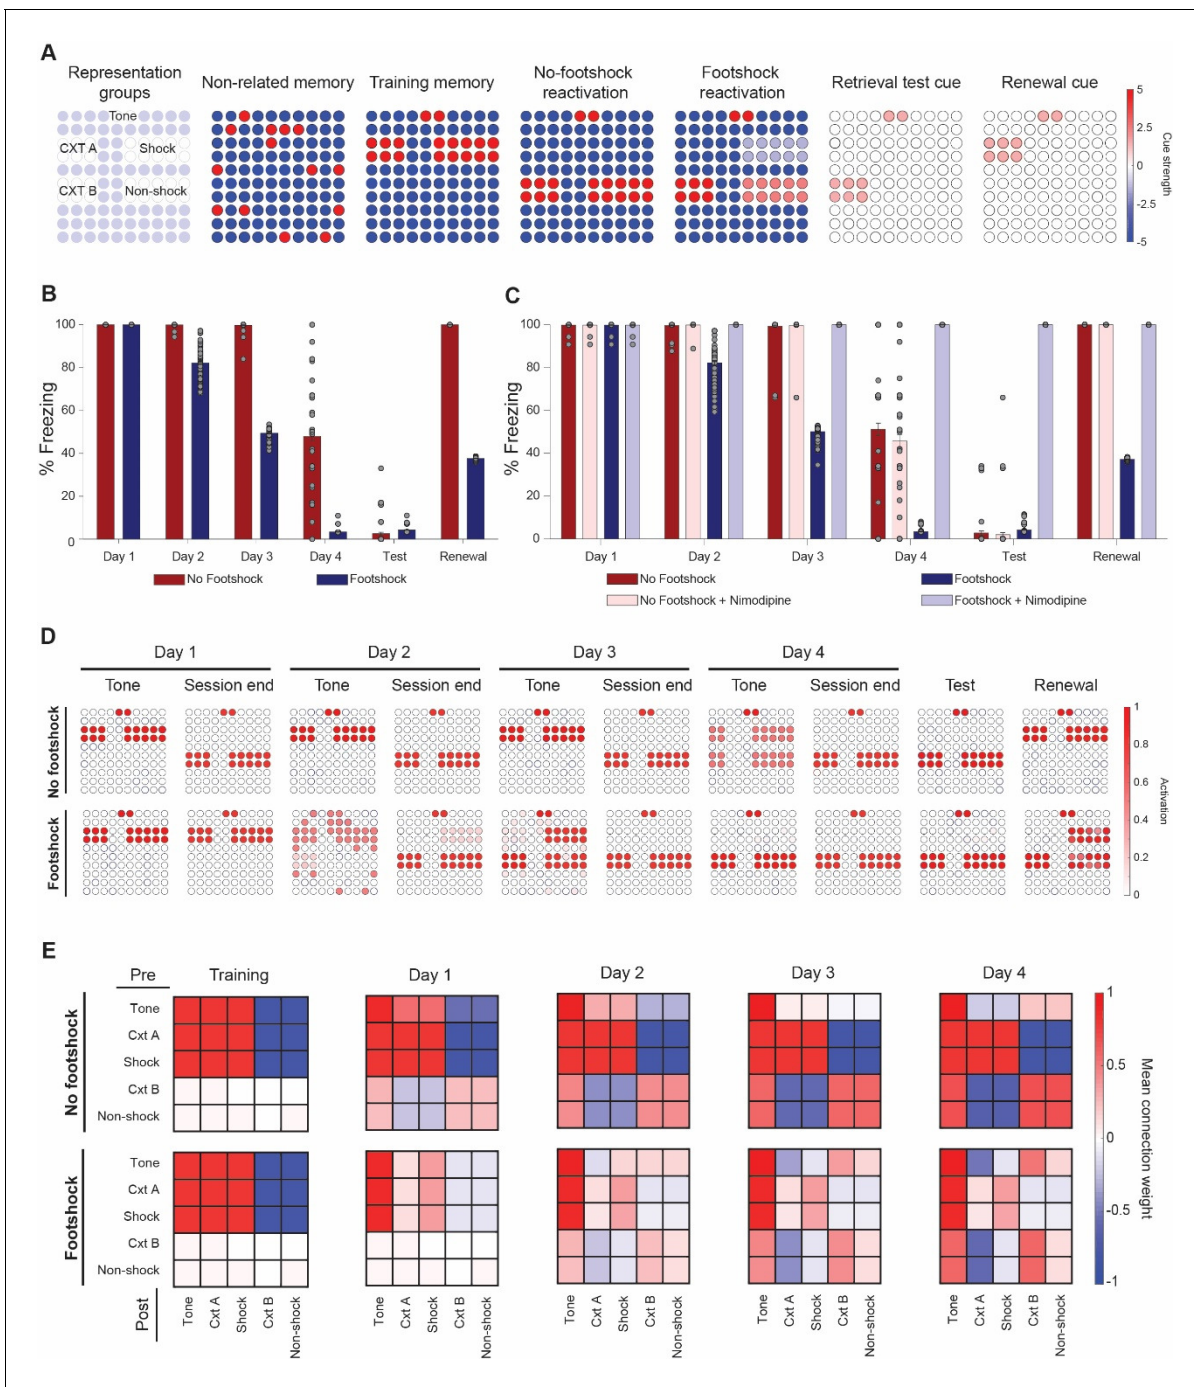 A
Representation groups
Non-related memory
Training memory
No-footshock reactivation
Footshock reactivation
Retrieval test cue
Renewal cue
Tone
CXT A
Shock
CXT B
Non-shock
5
2.5
0
-2.5
-5
Cue strength
B
% Freezing
100
80
60
40
20
0
Day 1
Day 2
Day 3
Day 4
Test
Renewal
No Footshock
Footshock
C
% Freezing
100
80
60
40
20
0
Day 1
Day 2
Day 3
Day 4
Test
Renewal
No Footshock
Footshock
No Footshock + Nimodipine
Footshock + Nimodipine
D
Day 1
Day 2
Day 3
Day 4
Tone
Session end
Tone
Session end
Tone
Session end
Tone
Session end
Test
Renewal
No footshock
Footshock
1
0.8
0.6
0.4
0.2
0
Activation
E
Pre
Training
Day 1
Day 2
Day 3
Day 4
No footshock
Tone
Cxt A
Shock
Cxt B
Non-shock
Footshock
Tone
Cxt A
Shock
Cxt B
Non-shock
Post
Tone
Cxt A
Shock
Cxt B
Non-shock
Tone
Cxt A
Shock
Cxt B
Non-shock
Tone
Cxt A
Shock
Cxt B
Non-shock
Tone
Cxt A
Shock
Cxt B
Non-shock
Tone
Cxt A
Shock
Cxt B
Non-shock
1
0.5
0
-0.5
-1
Mean connection weight